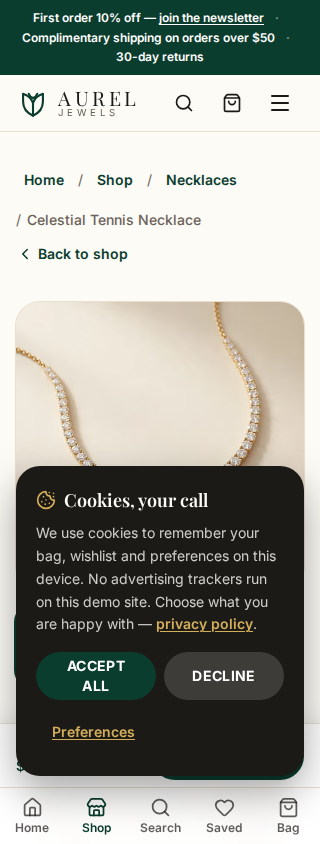 First order 10% off — join the newsletter ·
Complimentary shipping on orders over $50 ·
30-day returns
AUREL
JEWELS
Home / Shop / Necklaces
/ Celestial Tennis Necklace
Back to shop
Cookies, your call
We use cookies to remember your
bag, wishlist and preferences on this
device. No advertising trackers run
on this demo site. Choose what you
are happy with — privacy policy.
ACCEPT
ALL
DECLINE
Preferences
Home
Shop
Search
Saved
Bag